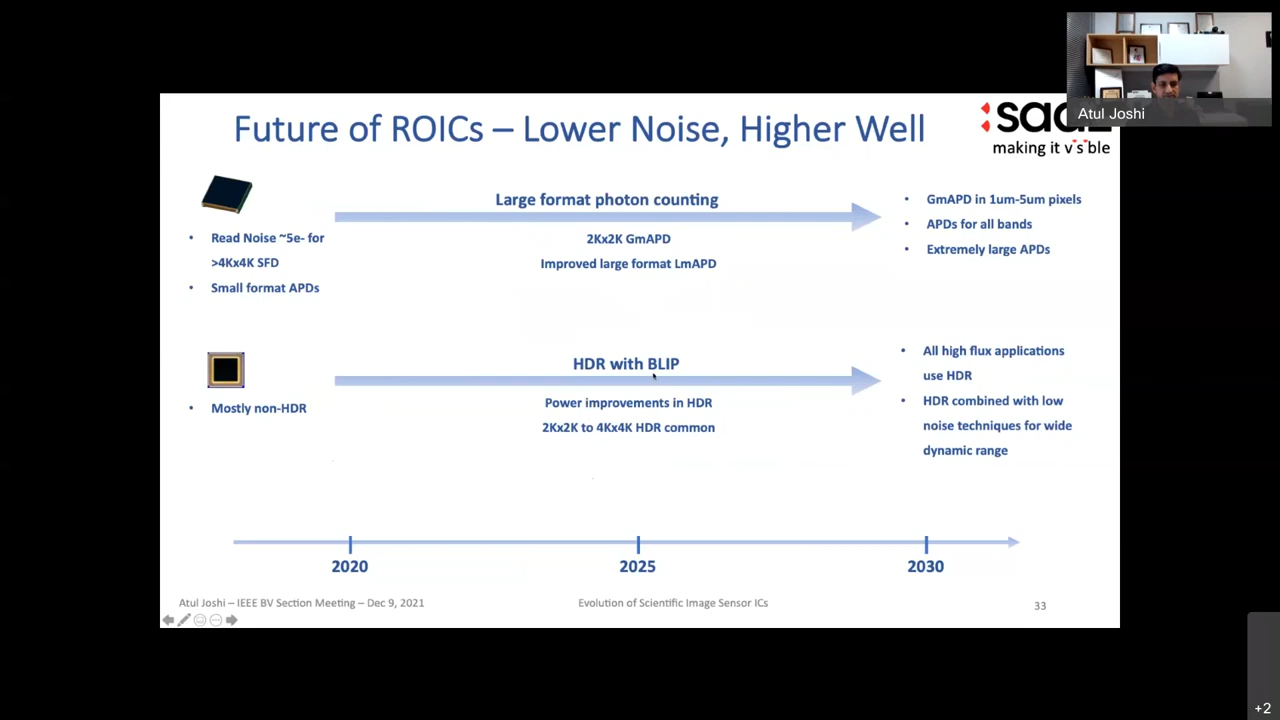 Future of ROICs – Lower Noise, Higher Well
making it v s ble
Atul Joshi
Large format photon counting
2Kx2K GmAPD
Improved large format LmAPD
• Read Noise ~5e- for
>4Kx4K SFD
• Small format APDs
• GmAPD in 1um-5um pixels
• APDs for all bands
• Extremely large APDs
HDR with BLIP
Power improvements in HDR
2Kx2K to 4Kx4K HDR common
• Mostly non-HDR
• All high flux applications
use HDR
• HDR combined with low
noise techniques for wide
dynamic range
2020
2025
2030
Atul Joshi – IEEE BV Section Meeting – Dec 9, 2021
Evolution of Scientific Image Sensor ICs
33
+2